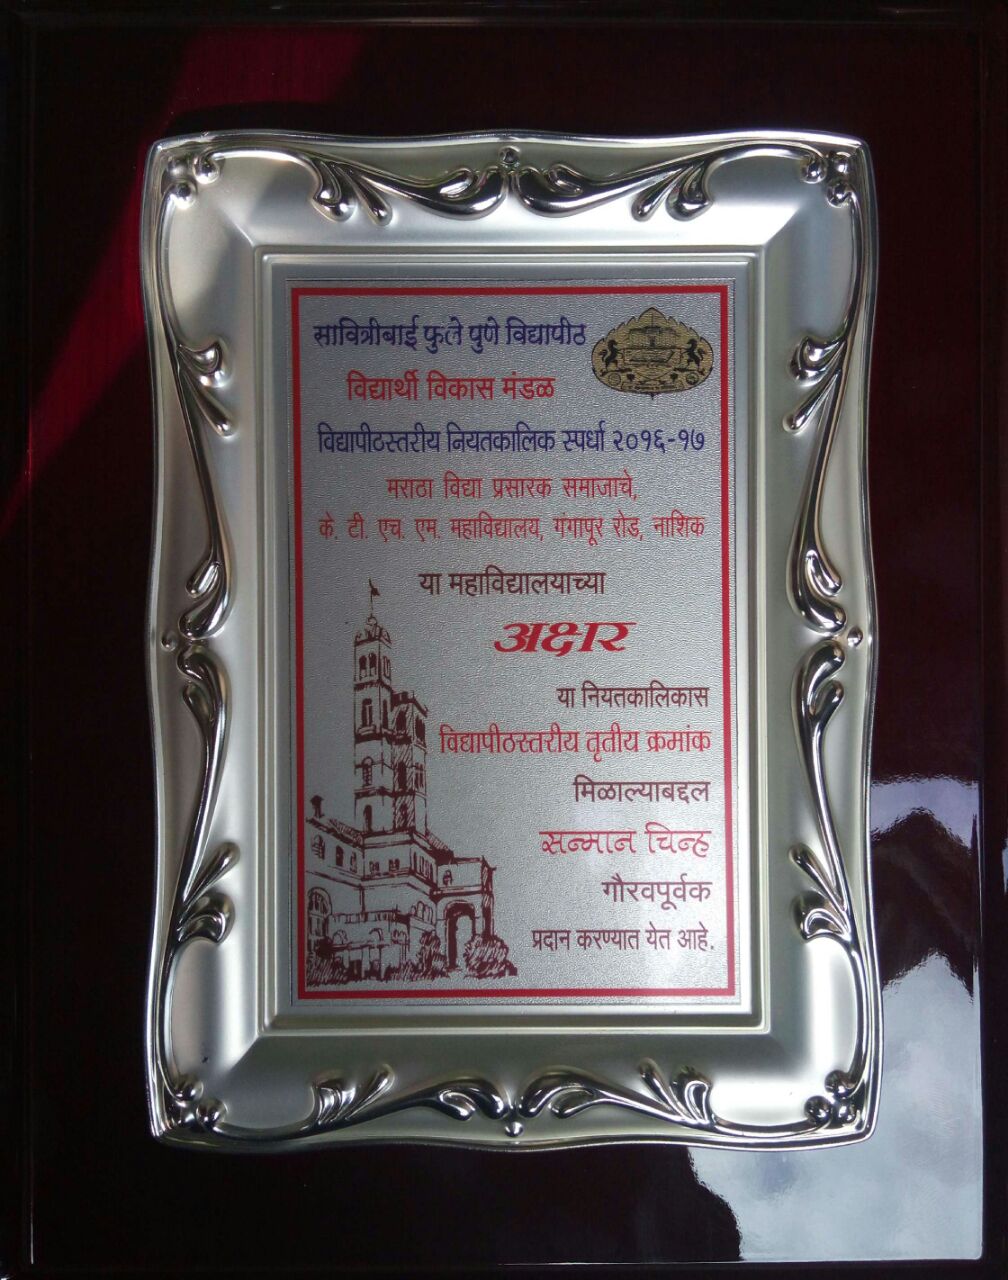 सावित्रीबाई फुले पुणे विद्यापीठ
विद्यार्थी विकास मंडळ
विद्यापीठस्तरीय नियतकालिक स्पर्धा २०१६-१७
मराठा विद्या प्रसारक समाजाचे,
के. टी. एच. एम. महाविद्यालय, गंगापूर रोड, नाशिक
या महाविद्यालयाच्या
अक्षर
या नियतकालिकास
विद्यापीठस्तरीय तृतीय क्रमांक
मिळाल्याबद्दल
सन्मान चिन्ह
गौरवपूर्वक
प्रदान करण्यात येत आहे.